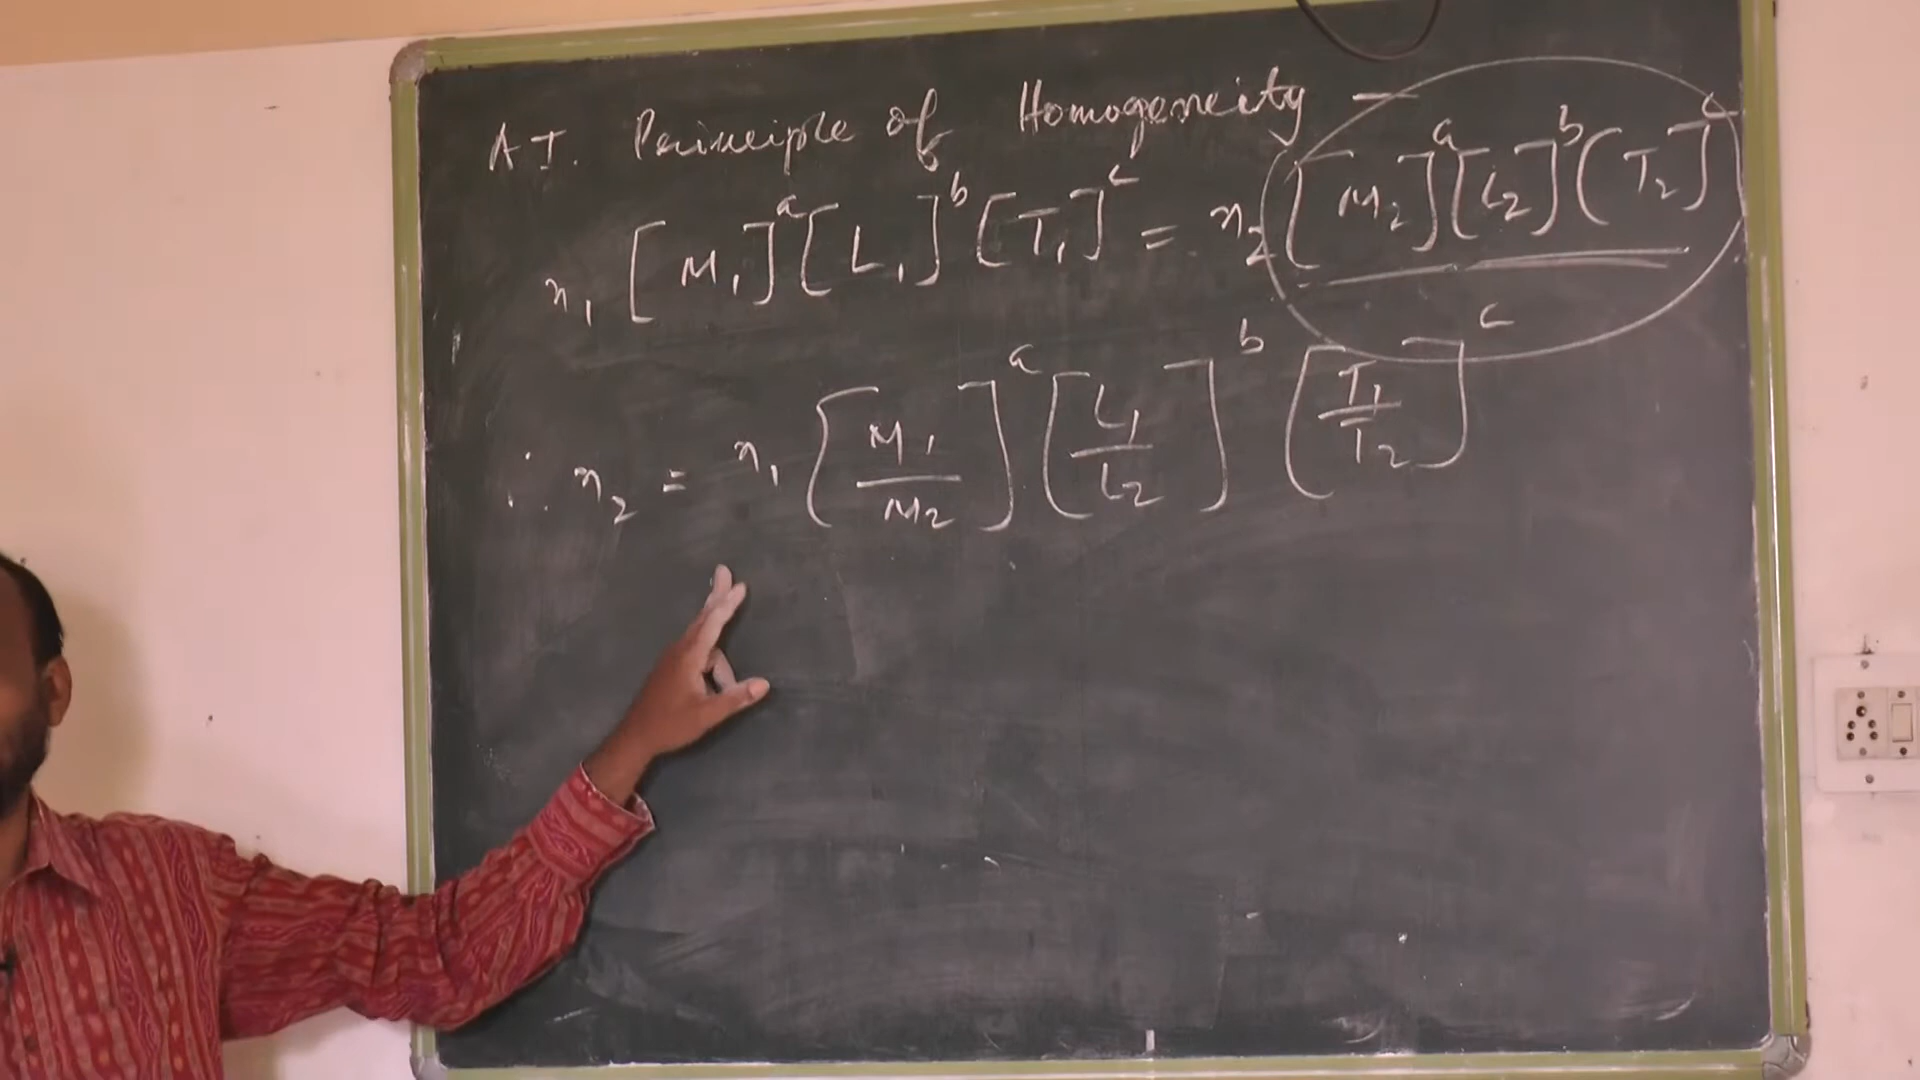 A T. Principle of Homogeneity –
n₁ [M₁]ᵃ [L₁]ᵇ [T₁]ᶜ = n₂ [M₂]ᵃ [L₂]ᵇ [T₂]ᶜ
∴ n₂ = n₁ [M₁/M₂]ᵃ [L₁/L₂]ᵇ [T₁/T₂]ᶜ